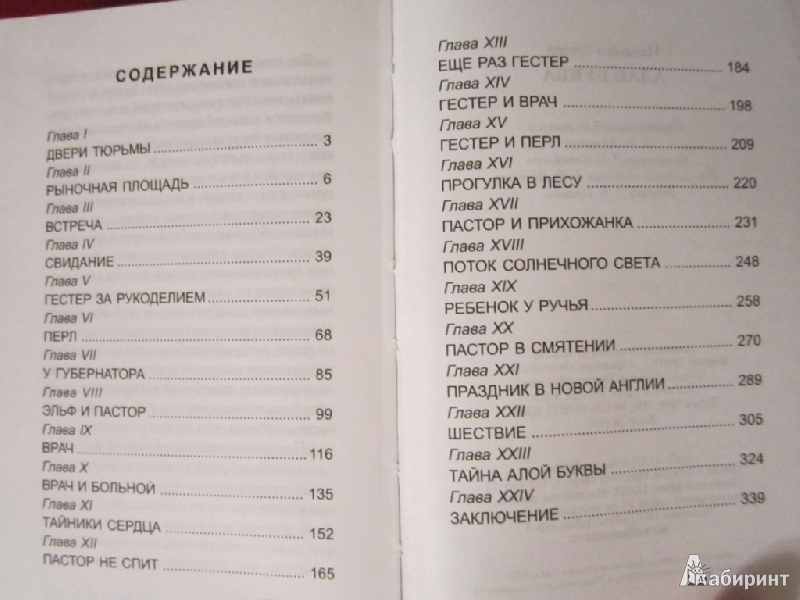 СОДЕРЖАНИЕ
Глава I
ДВЕРИ ТЮРЬМЫ 3
Глава II
РЫНОЧНАЯ ПЛОЩАДЬ 6
Глава III
ВСТРЕЧА 23
Глава IV
СВИДАНИЕ 39
Глава V
ГЕСТЕР ЗА РУКОДЕЛИЕМ 51
Глава VI
ПЕРЛ 68
Глава VII
У ГУБЕРНАТОРА 85
Глава VIII
ЭЛЬФ И ПАСТОР 99
Глава IX
ВРАЧ 116
Глава X
ВРАЧ И БОЛЬНОЙ 135
Глава XI
ТАЙНИКИ СЕРДЦА 152
Глава XII
ПАСТОР НЕ СПИТ 165
Глава XIII
ЕЩЕ РАЗ ГЕСТЕР 184
Глава XIV
ГЕСТЕР И ВРАЧ 198
Глава XV
ГЕСТЕР И ПЕРЛ 209
Глава XVI
ПРОГУЛКА В ЛЕСУ 220
Глава XVII
ПАСТОР И ПРИХОЖАНКА 231
Глава XVIII
ПОТОК СОЛНЕЧНОГО СВЕТА 248
Глава XIX
РЕБЕНОК У РУЧЬЯ 258
Глава XX
ПАСТОР В СМЯТЕНИИ 270
Глава XXI
ПРАЗДНИК В НОВОЙ АНГЛИИ 289
Глава XXII
ШЕСТВИЕ 305
Глава XXIII
ТАЙНА АЛОЙ БУКВЫ 324
Глава XXIV
ЗАКЛЮЧЕНИЕ 339
Лабиринт